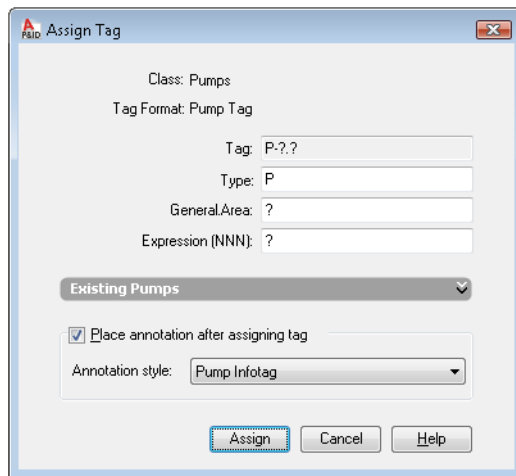 P&ID Assign Tag
Class: Pumps
Tag Format: Pump Tag
Tag: P-?.?
Type: P
General.Area: ?
Expression (NNN): ?
Existing Pumps
Place annotation after assigning tag
Annotation style: Pump Infotag
Assign Cancel Help